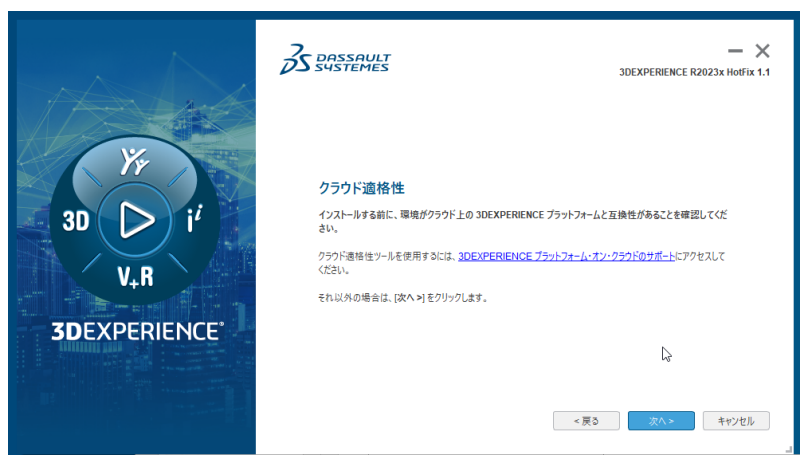 DASSAULT
SYSTEMES
3DEXPERIENCE R2023x HotFix 1.1
クラウド適格性
インストールする前に、環境がクラウド上の 3DEXPERIENCE プラットフォームと互換性があることを確認してくだ
さい。
クラウド適格性ツールを使用するには、3DEXPERIENCE プラットフォーム・オン・クラウドのサポートにアクセスして
ください。
それ以外の場合は、[次へ >] をクリックします。
3D
i
V+R
3DEXPERIENCE®
< 戻る
次へ >
キャンセル